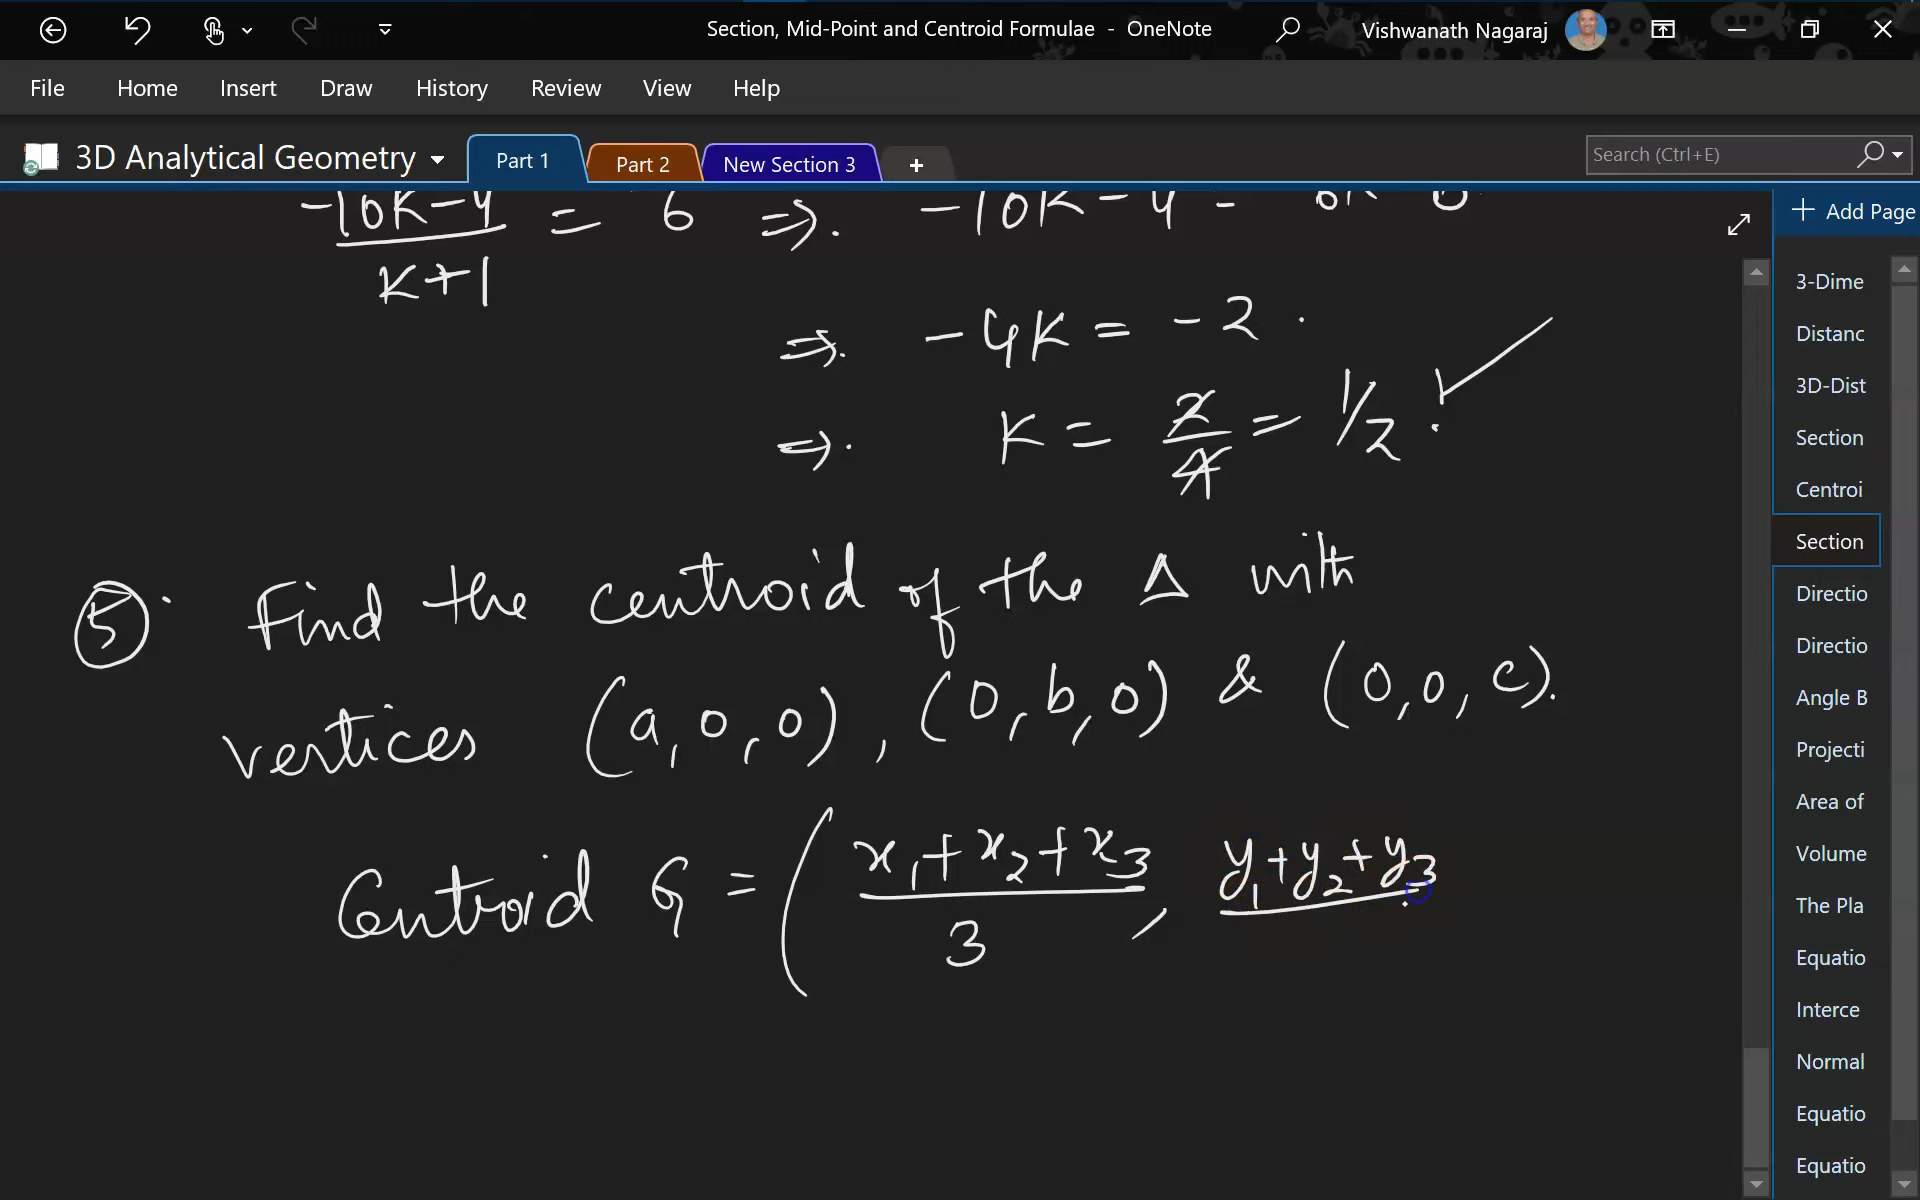 Section, Mid-Point and Centroid Formulae - OneNote
Vishwanath Nagaraj
File Home Insert Draw History Review View Help
3D Analytical Geometry
Part 1
Part 2
New Section 3
+
Search (Ctrl+E)
+ Add Page
3-Dime
Distanc
3D-Dist
Section
Centroi
Section
Directio
Directio
Angle B
Projecti
Area of
Volume
The Pla
Equatio
Interce
Normal
Equatio
Equatio
(-10k-4)/(k+1) = 6 ⇒. -10k-4 =
⇒. -4k = -2.
⇒. k = 2/4 = 1/2.
⑤. Find the centroid of the Δ with
vertices (a, 0, 0), (0, b, 0) & (0, 0, c).
Centroid G = ( (x₁+x₂+x₃)/3, y₁+y₂+y₃